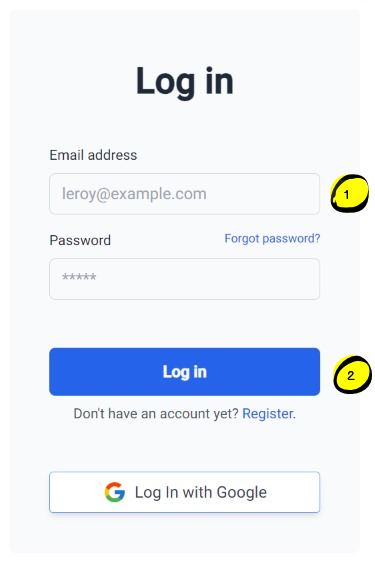 Log in
Email address
leroy@example.com
1
Password Forgot password?
*****
Log in
2
Don't have an account yet? Register.
Log In with Google